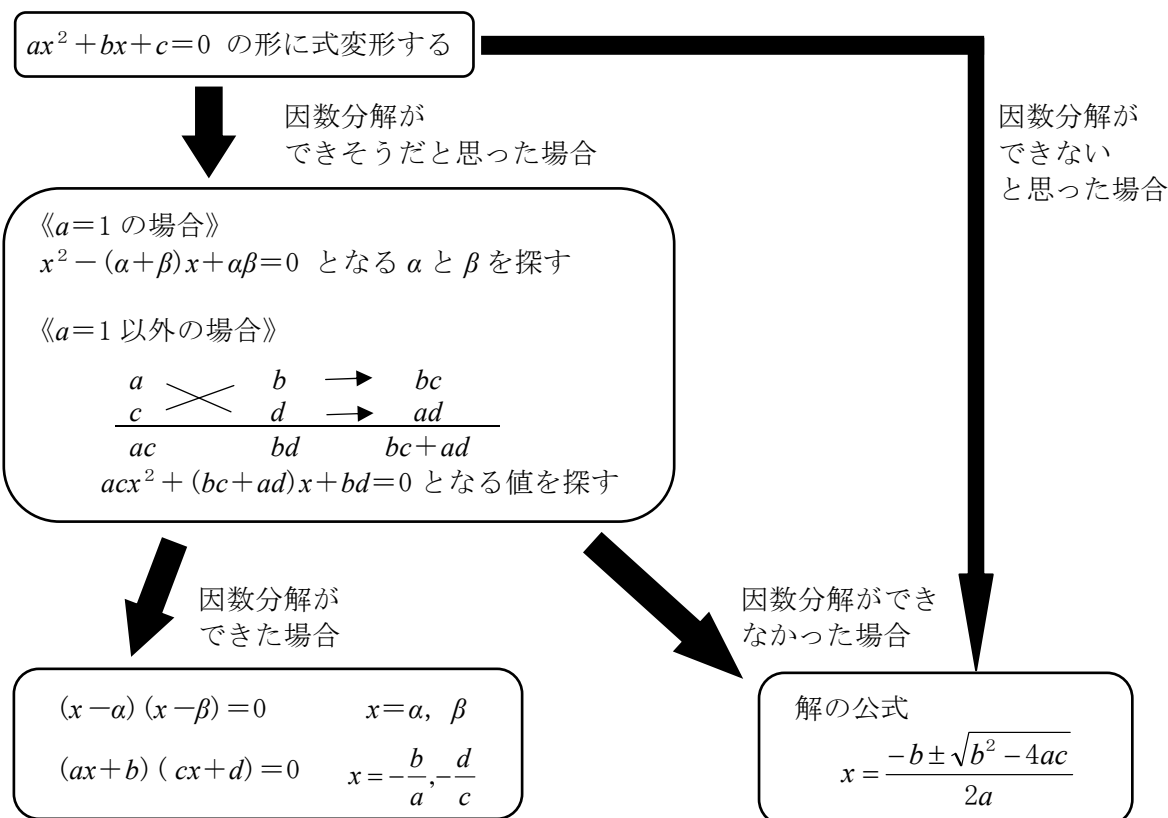 ax²+bx+c=0 の形に式変形する
因数分解が
できそうだと思った場合
因数分解が
できない
と思った場合
《a=1の場合》
x²-(α+β)x+αβ=0 となるαとβを探す
《a=1以外の場合》
a b → bc
c d → ad
ac bd bc+ad
acx²+(bc+ad)x+bd=0となる値を探す
因数分解が
できた場合
因数分解ができ
なかった場合
(x-α)(x-β)=0 x=α, β
(ax+b)(cx+d)=0 x=-b/a,-d/c
解の公式
x=(-b±√(b²-4ac))/2a